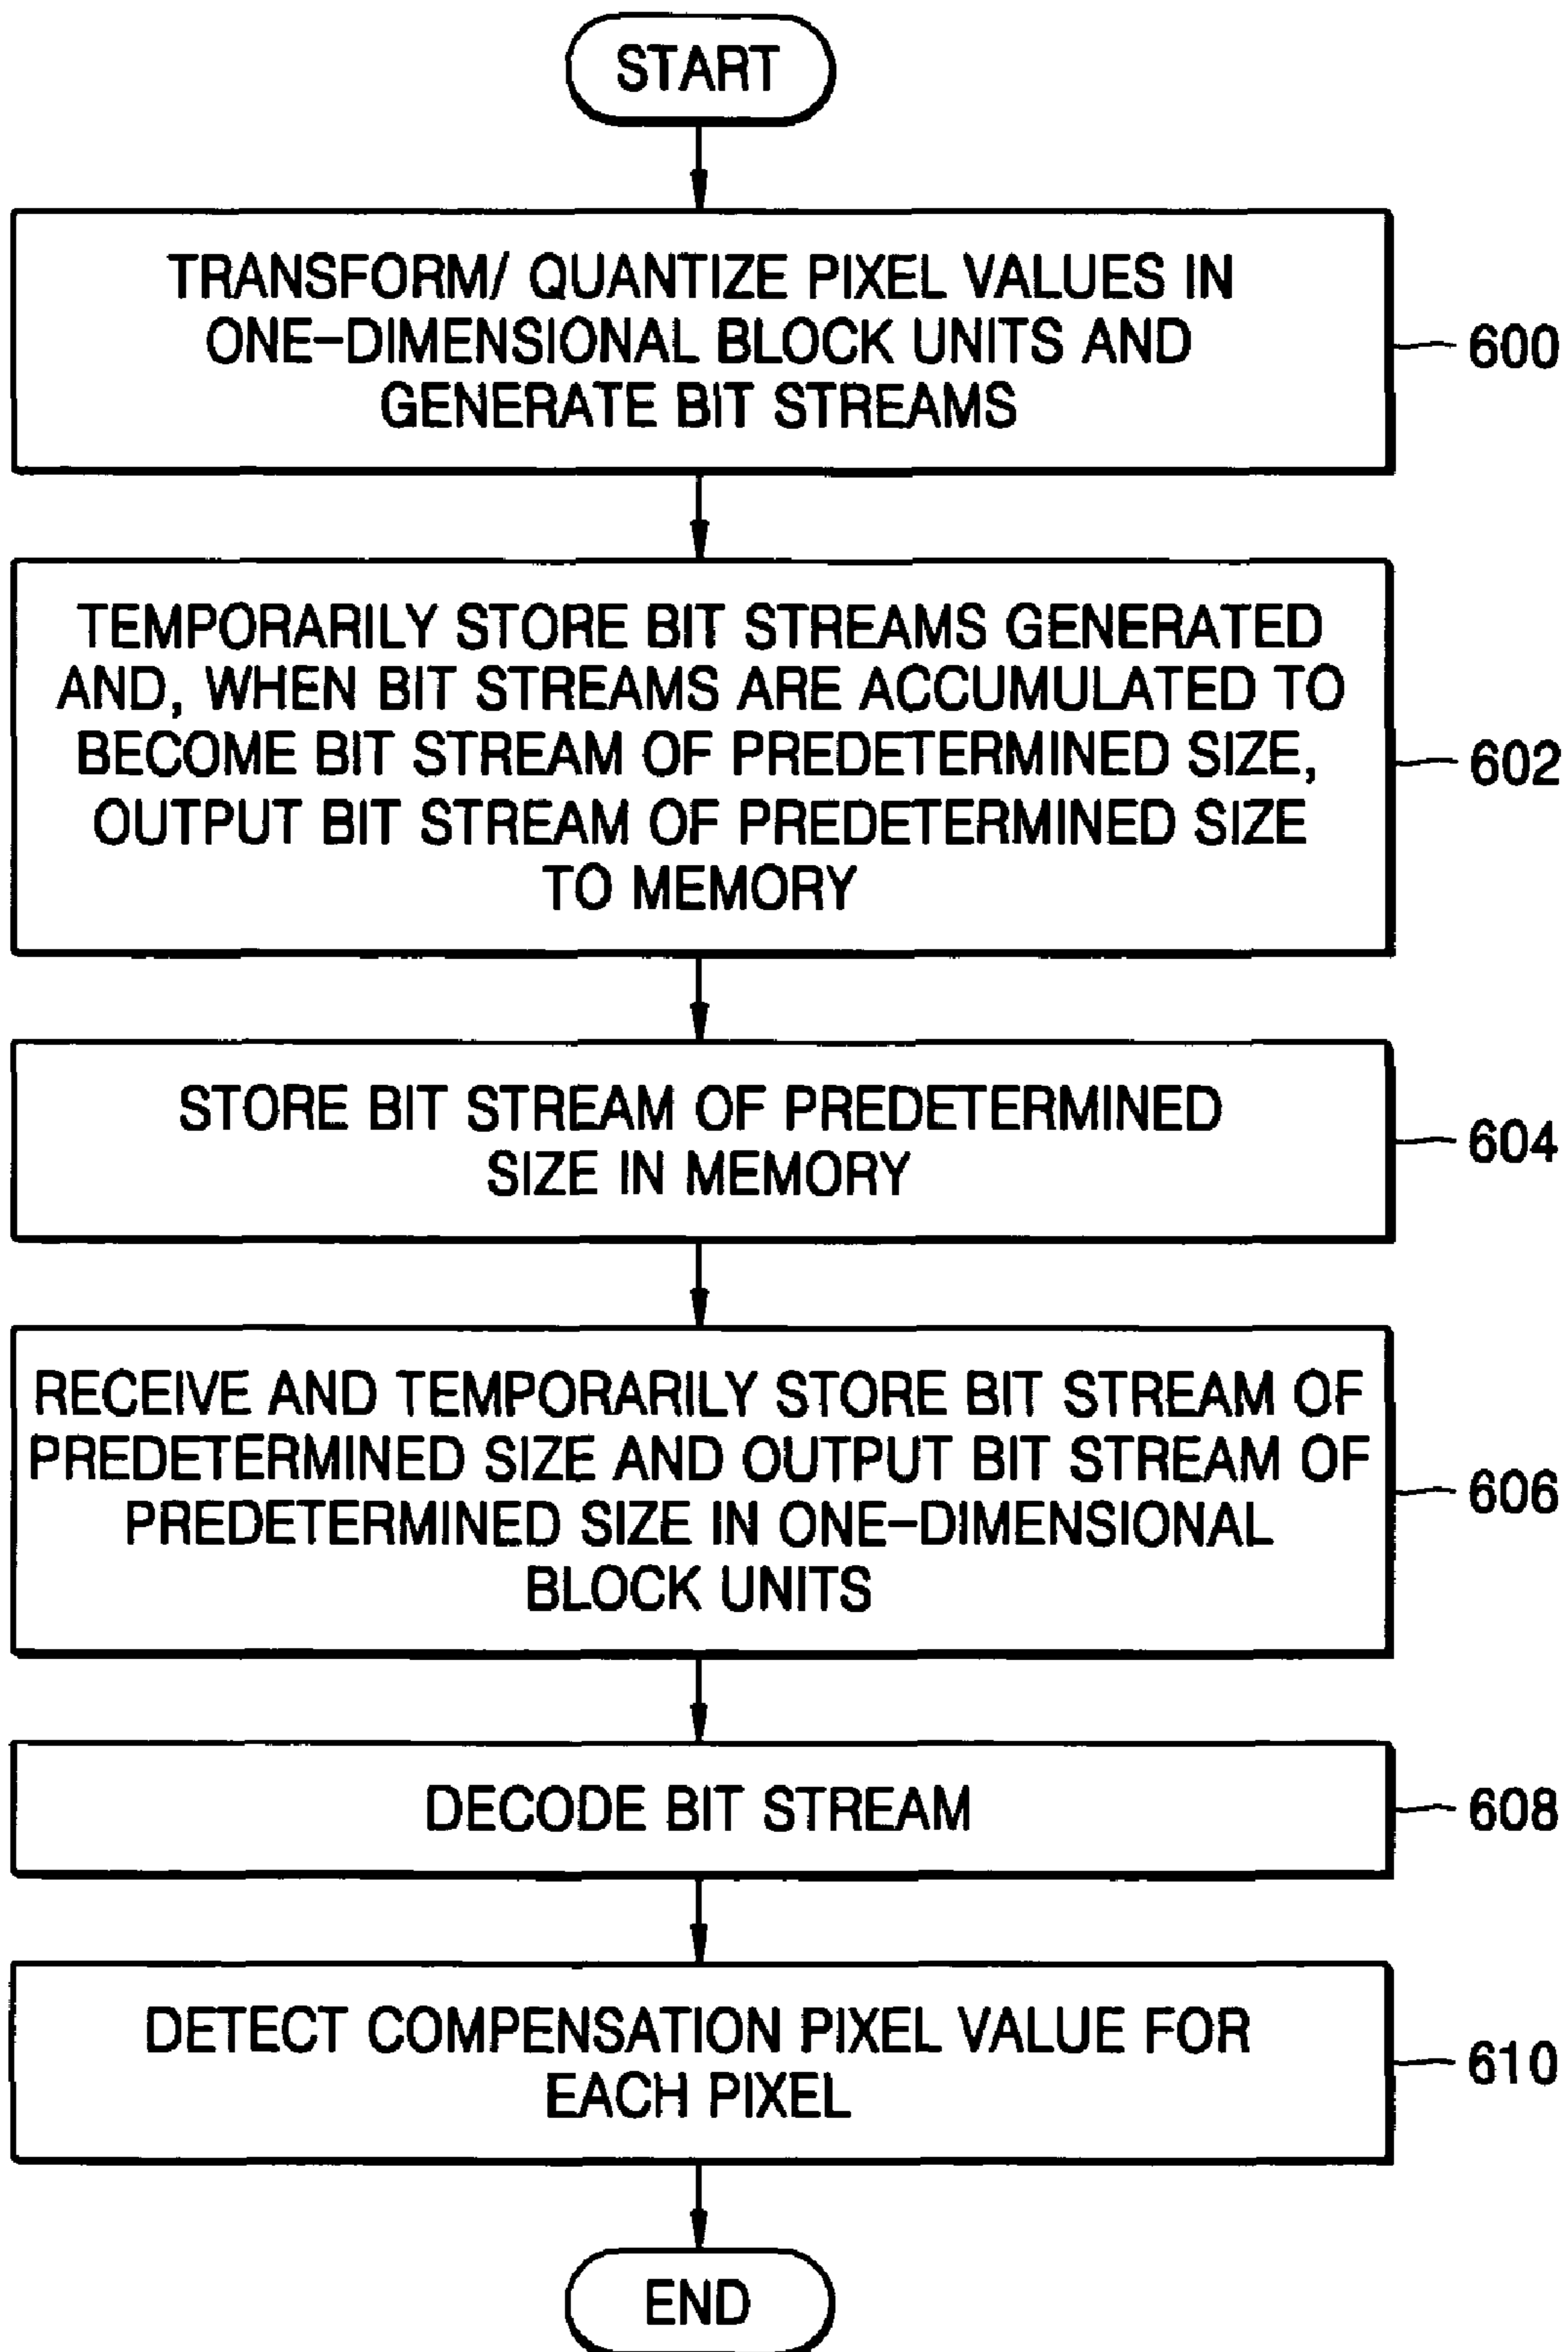 START
TRANSFORM/ QUANTIZE PIXEL VALUES IN
ONE-DIMENSIONAL BLOCK UNITS AND
GENERATE BIT STREAMS
600
TEMPORARILY STORE BIT STREAMS GENERATED
AND, WHEN BIT STREAMS ARE ACCUMULATED TO
BECOME BIT STREAM OF PREDETERMINED SIZE,
OUTPUT BIT STREAM OF PREDETERMINED SIZE
TO MEMORY
602
STORE BIT STREAM OF PREDETERMINED
SIZE IN MEMORY
604
RECEIVE AND TEMPORARILY STORE BIT STREAM OF
PREDETERMINED SIZE AND OUTPUT BIT STREAM OF
PREDETERMINED SIZE IN ONE-DIMENSIONAL
BLOCK UNITS
606
DECODE BIT STREAM
608
DETECT COMPENSATION PIXEL VALUE FOR
EACH PIXEL
610
END